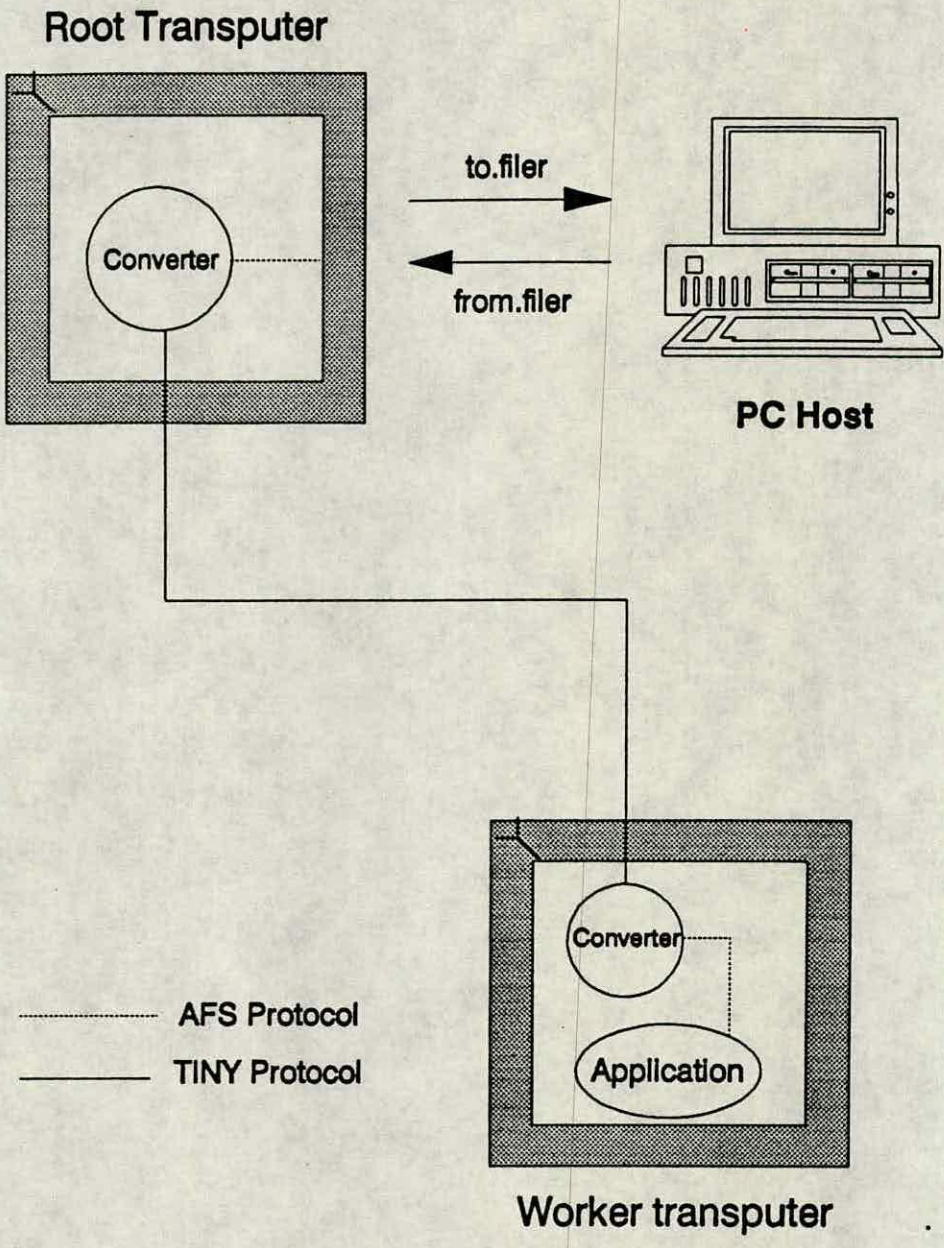 Root Transputer
to.filer
Converter
from.filer
PC Host
Converter
AFS Protocol
TINY Protocol
Application
Worker transputer